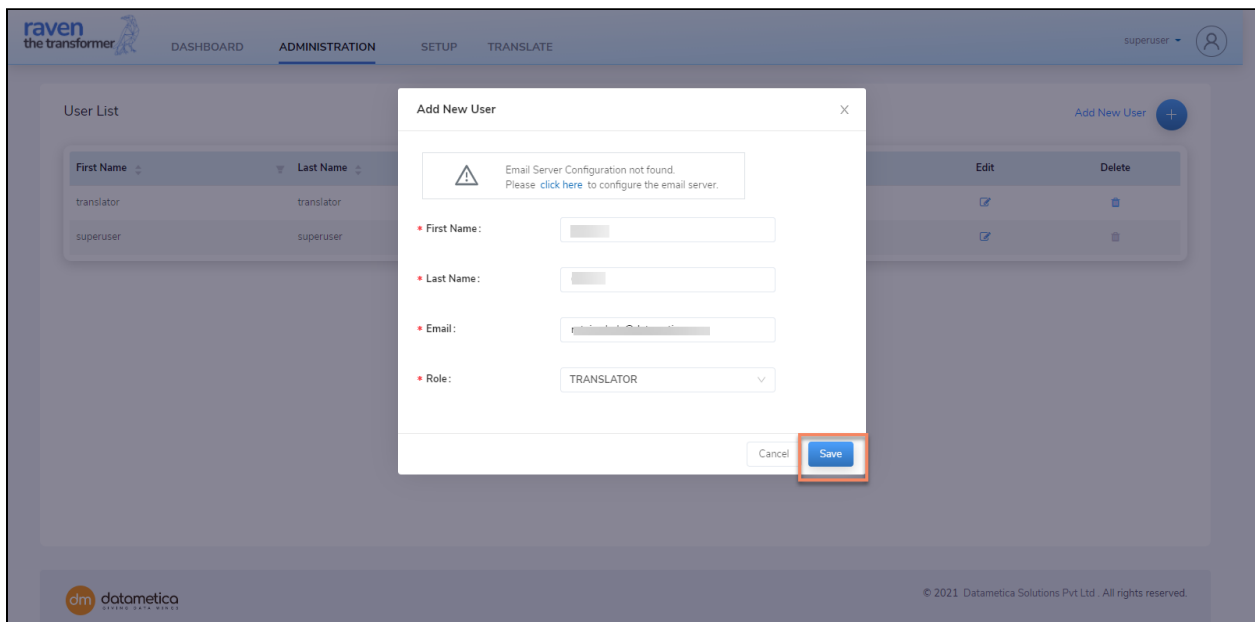 raven
the transformer
DASHBOARD ADMINISTRATION SETUP TRANSLATE
superuser
User List
Add New User
First Name Last Name Edit Delete
translator translator
superuser superuser
Add New User
Email Server Configuration not found.
Please click here to configure the email server.
* First Name:
* Last Name:
* Email:
* Role: TRANSLATOR
Cancel Save
dm datametica
© 2021 Datametica Solutions Pvt Ltd . All rights reserved.